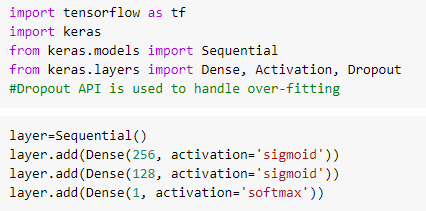 import tensorflow as tf
import keras
from keras.models import Sequential
from keras.layers import Dense, Activation, Dropout
#Dropout API is used to handle over-fitting
layer=Sequential()
layer.add(Dense(256, activation='sigmoid'))
layer.add(Dense(128, activation='sigmoid'))
layer.add(Dense(1, activation='softmax'))